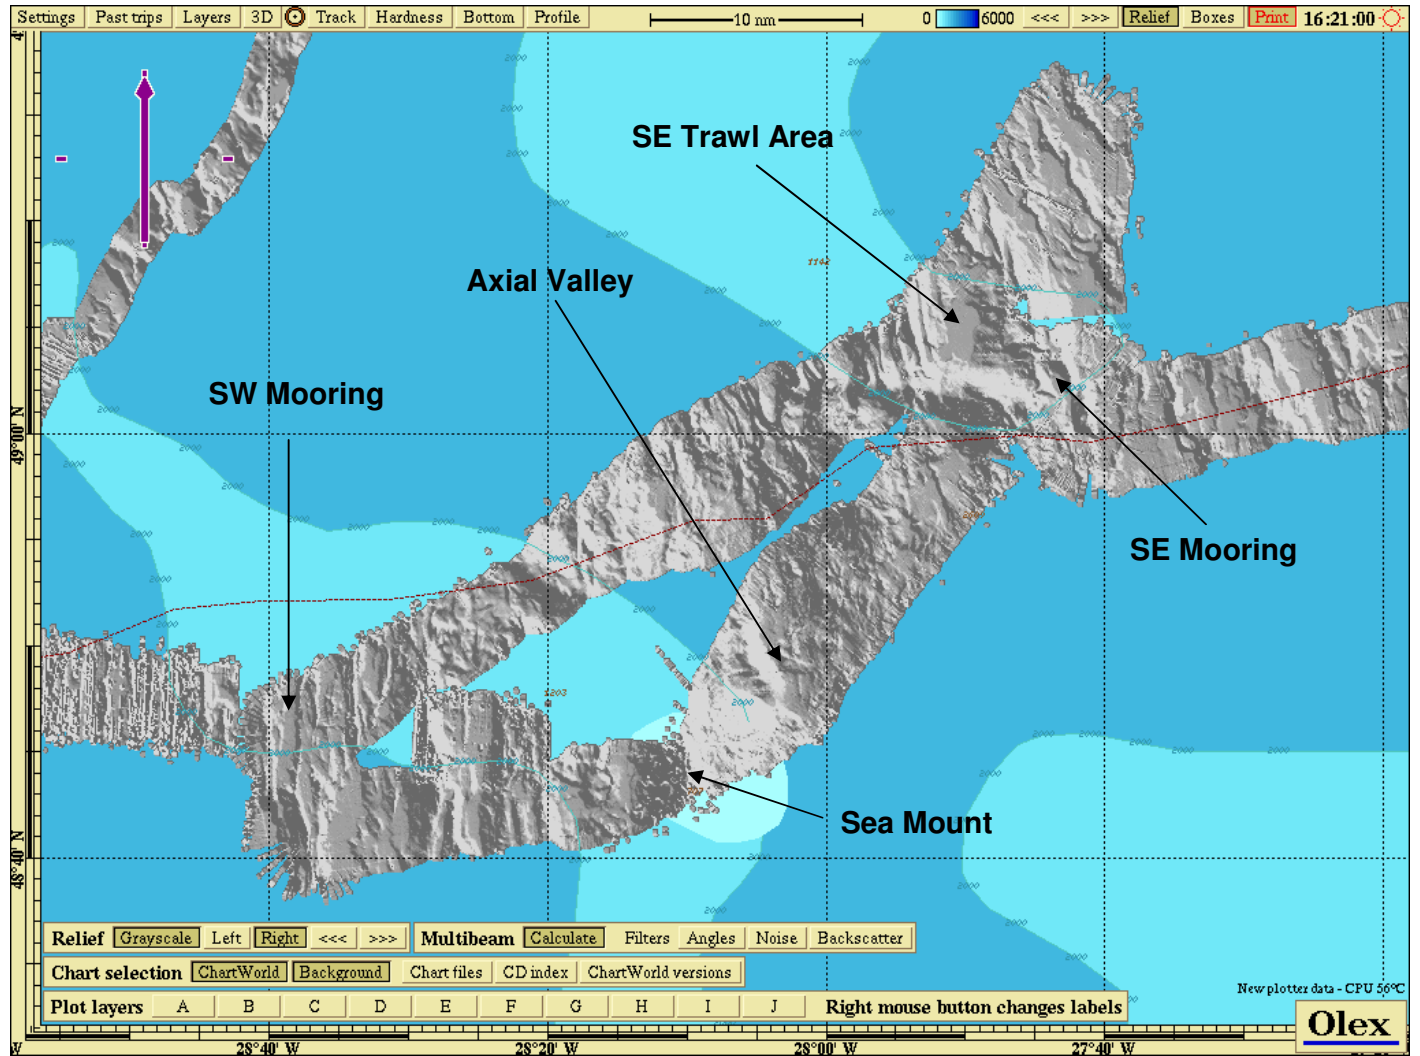 Settings Past trips Layers 3D Track Hardness Bottom Profile 10 nm 0 6000 <<< >>> Relief Boxes Print 16:21:00
SE Trawl Area
1142
Axial Valley
SW Mooring
49°00' N
SE Mooring
2000
1203
Sea Mount
48°40' N
Relief Grayscale Left Right <<< >>> Multibeam Calculate Filters Angles Noise Backscatter
Chart selection ChartWorld Background Chart files CD index ChartWorld versions
New plotter data - CPU 56°C
Plot layers A B C D E F G H I J Right mouse button changes labels
Olex
W 28°40' W 28°20' W 28°00' W 27°40' W